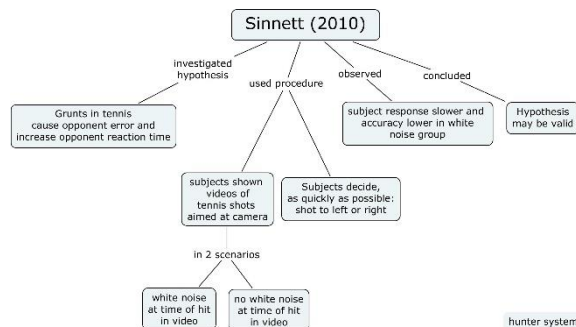 Sinnett (2010)
investigated
hypothesis
used procedure
observed
concluded
Grunts in tennis
cause opponent error and
increase opponent reaction time
subject response slower and
accuracy lower in white
noise group
Hypothesis
may be valid
subjects shown
videos of
tennis shots
aimed at camera
Subjects decide,
as quickly as possible:
shot to left or right
in 2 scenarios
white noise
at time of hit
in video
no white noise
at time of hit
in video
hunter system